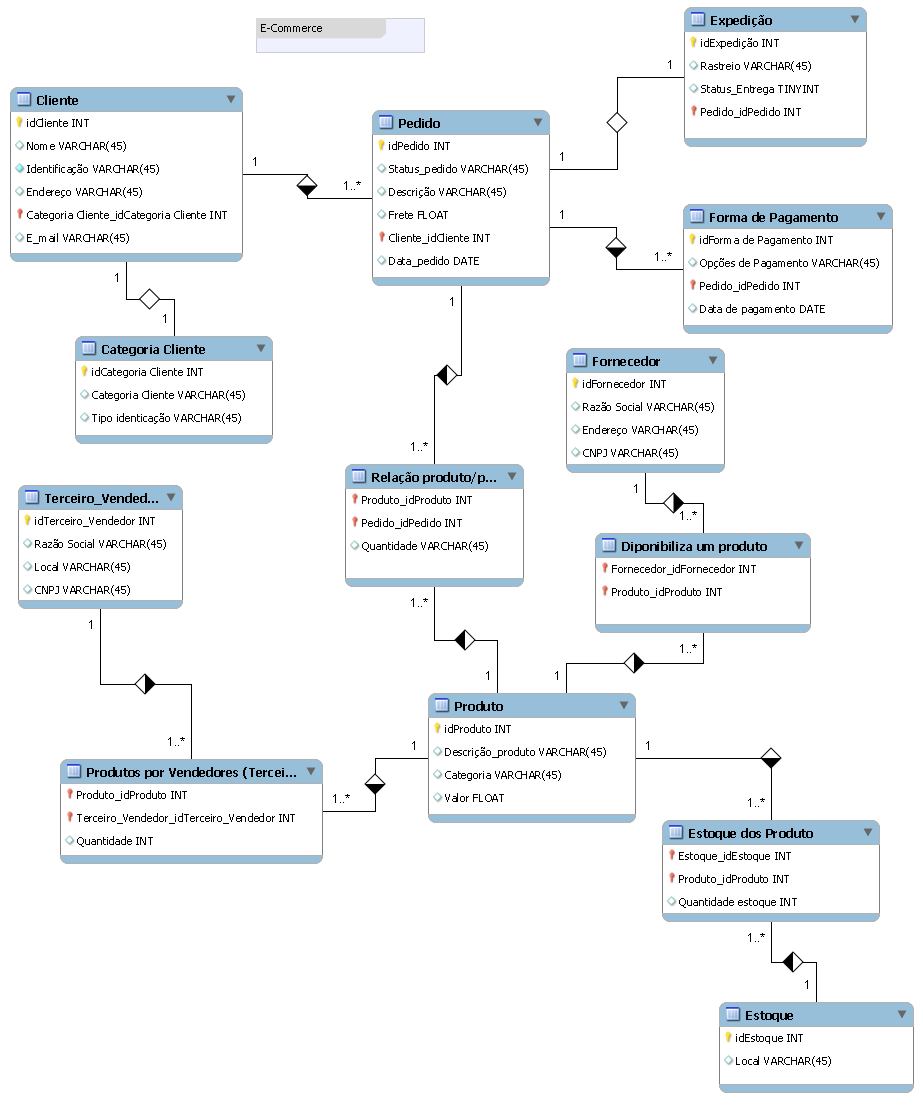 E-Commerce
Expedição
idExpedição INT
Rastreio VARCHAR(45)
Status_Entrega TINYINT
Pedido_idPedido INT
1
1
Cliente
idCliente INT
Nome VARCHAR(45)
Identificação VARCHAR(45)
Endereço VARCHAR(45)
Categoria Cliente_idCategoria Cliente INT
E_mail VARCHAR(45)
1
1..*
Pedido
idPedido INT
Status_pedido VARCHAR(45)
Descrição VARCHAR(45)
Frete FLOAT
Cliente_idCliente INT
Data_pedido DATE
1
1..*
Forma de Pagamento
idForma de Pagamento INT
Opções de Pagamento VARCHAR(45)
Pedido_idPedido INT
Data de pagamento DATE
1
1
Categoria Cliente
idCategoria Cliente INT
Categoria Cliente VARCHAR(45)
Tipo identicação VARCHAR(45)
1
1..*
Fornecedor
idFornecedor INT
Razão Social VARCHAR(45)
Endereço VARCHAR(45)
CNPJ VARCHAR(45)
1
1..*
Relação produto/p...
Produto_idProduto INT
Pedido_idPedido INT
Quantidade VARCHAR(45)
1..*
1
Terceiro_Vended...
idTerceiro_Vendedor INT
Razão Social VARCHAR(45)
Local VARCHAR(45)
CNPJ VARCHAR(45)
1
1..*
Diponibiliza um produto
Fornecedor_idFornecedor INT
Produto_idProduto INT
1..*
1
Produto
idProduto INT
Descrição_produto VARCHAR(45)
Categoria VARCHAR(45)
Valor FLOAT
1
1..*
1
1..*
Produtos por Vendedores (Tercei...
Produto_idProduto INT
Terceiro_Vendedor_idTerceiro_Vendedor INT
Quantidade INT
Estoque dos Produto
Estoque_idEstoque INT
Produto_idProduto INT
Quantidade estoque INT
1..*
1
Estoque
idEstoque INT
Local VARCHAR(45)